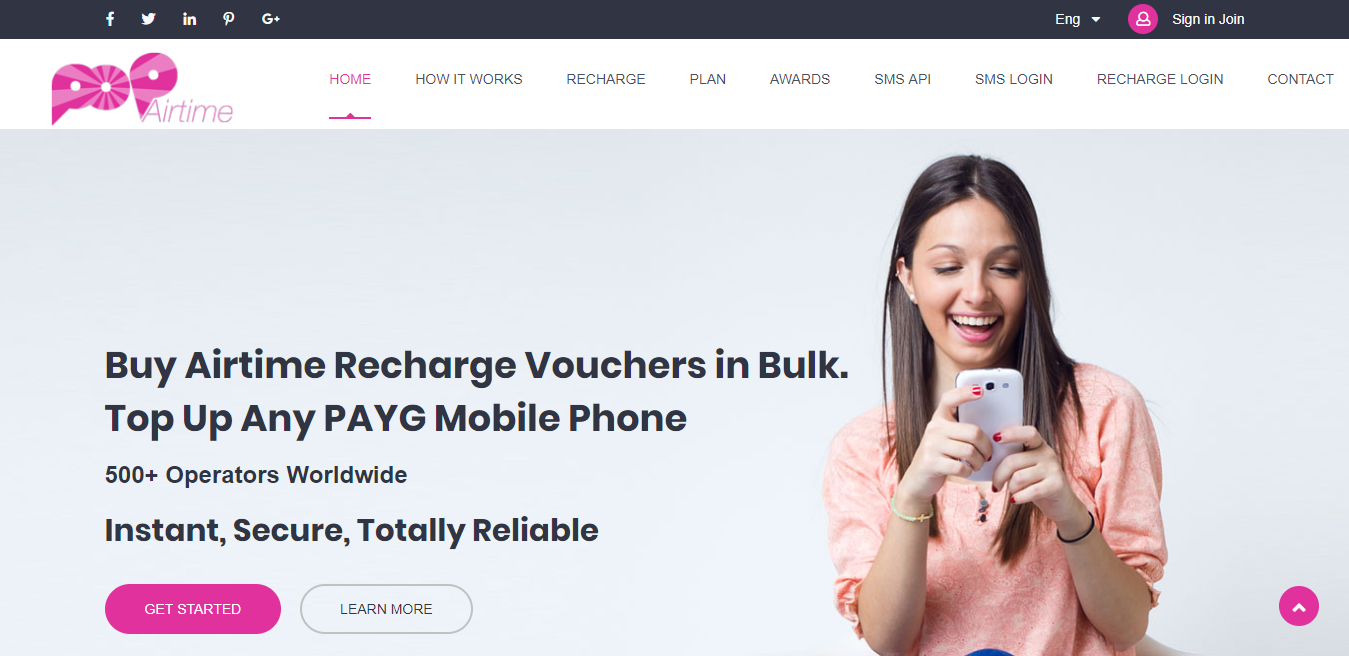 Eng
Sign in Join
pop Airtime
HOME
HOW IT WORKS
RECHARGE
PLAN
AWARDS
SMS API
SMS LOGIN
RECHARGE LOGIN
CONTACT
Buy Airtime Recharge Vouchers in Bulk.
Top Up Any PAYG Mobile Phone
500+ Operators Worldwide
Instant, Secure, Totally Reliable
GET STARTED
LEARN MORE